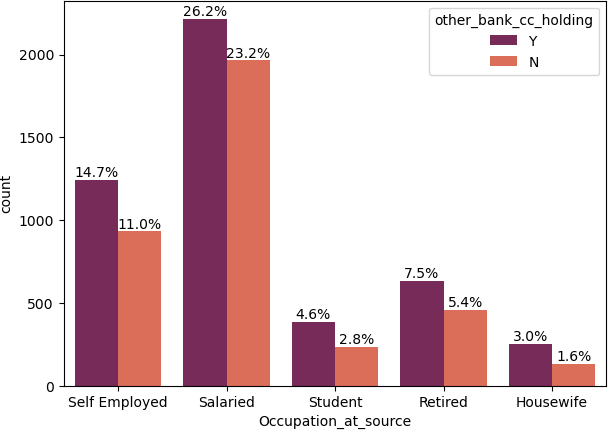 other_bank_cc_holding
Y
N
26.2%
23.2%
14.7%
11.0%
4.6%
2.8%
7.5%
5.4%
3.0%
1.6%
2000
1500
1000
500
0
count
Self Employed Salaried Student Retired Housewife
Occupation_at_source